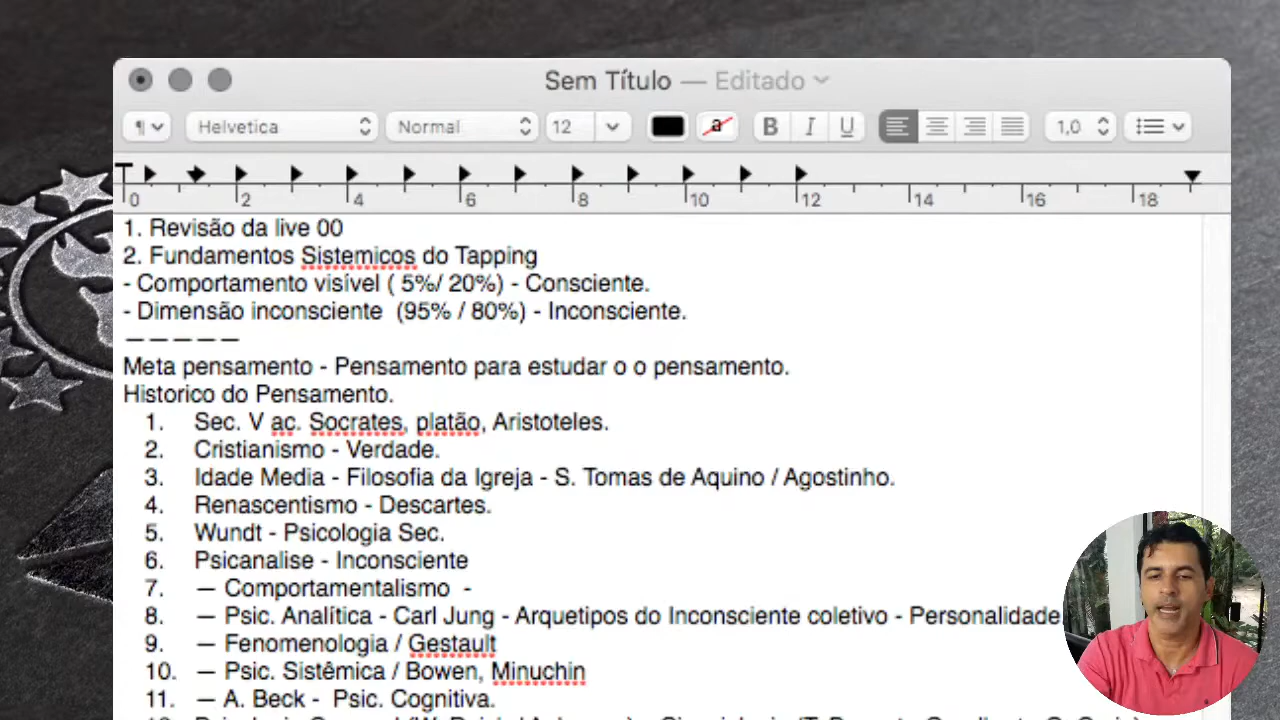 Sem Título — Editado
¶ Helvetica Normal 12 a B I U 1,0
0 2 4 6 8 10 12 14 16 18
1. Revisão da live 00
2. Fundamentos Sistemicos do Tapping
- Comportamento visível ( 5%/ 20%) - Consciente.
- Dimensão inconsciente (95% / 80%) - Inconsciente.
—————
Meta pensamento - Pensamento para estudar o o pensamento.
Historico do Pensamento.
1. Sec. V ac. Socrates, platão, Aristoteles.
2. Cristianismo - Verdade.
3. Idade Media - Filosofia da Igreja - S. Tomas de Aquino / Agostinho.
4. Renascentismo - Descartes.
5. Wundt - Psicologia Sec.
6. Psicanalise - Inconsciente
7. — Comportamentalismo -
8. — Psic. Analítica - Carl Jung - Arquetipos do Inconsciente coletivo - Personalidade
9. — Fenomenologia / Gestault
10. — Psic. Sistêmica / Bowen, Minuchin
11. — A. Beck - Psic. Cognitiva.